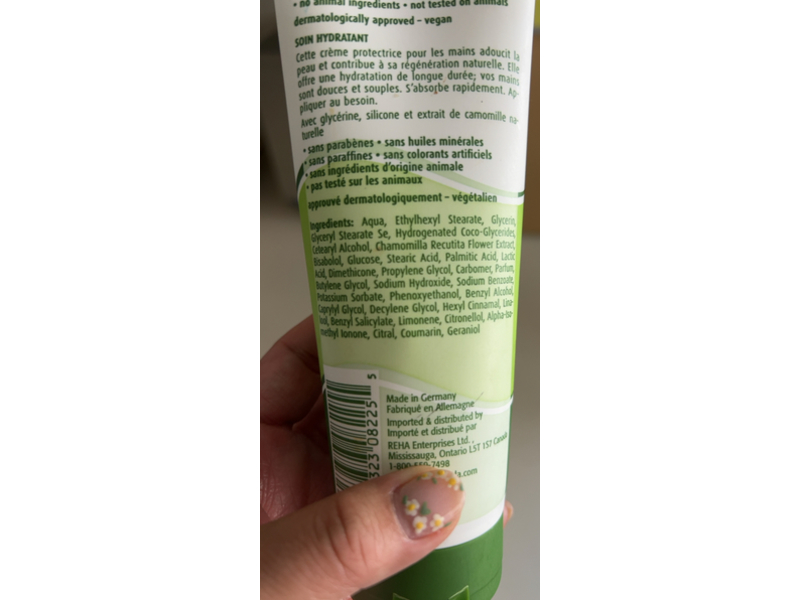 • no animal ingredients • not tested on animals
dermatologically approved – vegan
SOIN HYDRATANT
Cette crème protectrice pour les mains adoucit la
peau et contribue à sa régénération naturelle. Elle
offre une hydratation de longue durée; vos mains
sont douces et souples. S'absorbe rapidement. Ap-
pliquer au besoin.
Avec glycérine, silicone et extrait de camomille na-
turelle
• sans parabènes • sans huiles minérales
• sans paraffines • sans colorants artificiels
• sans ingrédients d'origine animale
• pas testé sur les animaux
approuvé dermatologiquement – végétalien
Ingredients: Aqua, Ethylhexyl Stearate, Glycerin,
Glyceryl Stearate Se, Hydrogenated Coco-Glycerides,
Cetearyl Alcohol, Chamomilla Recutita Flower Extract,
Bisabolol, Glucose, Stearic Acid, Palmitic Acid, Lactic
Acid, Dimethicone, Propylene Glycol, Carbomer, Parfum,
Butylene Glycol, Sodium Hydroxide, Sodium Benzoate,
Potassium Sorbate, Phenoxyethanol, Benzyl Alcohol,
Caprylyl Glycol, Decylene Glycol, Hexyl Cinnamal, Lina-
lool, Benzyl Salicylate, Limonene, Citronellol, Alpha-Iso-
methyl Ionone, Citral, Coumarin, Geraniol
Made in Germany
Fabriqué en Allemagne
Imported & distributed by
Importé et distribué par
REHA Enterprises Ltd.,
Mississauga, Ontario L5T 1S7 Canada
1-800-559-7498
.com
323 08225 5